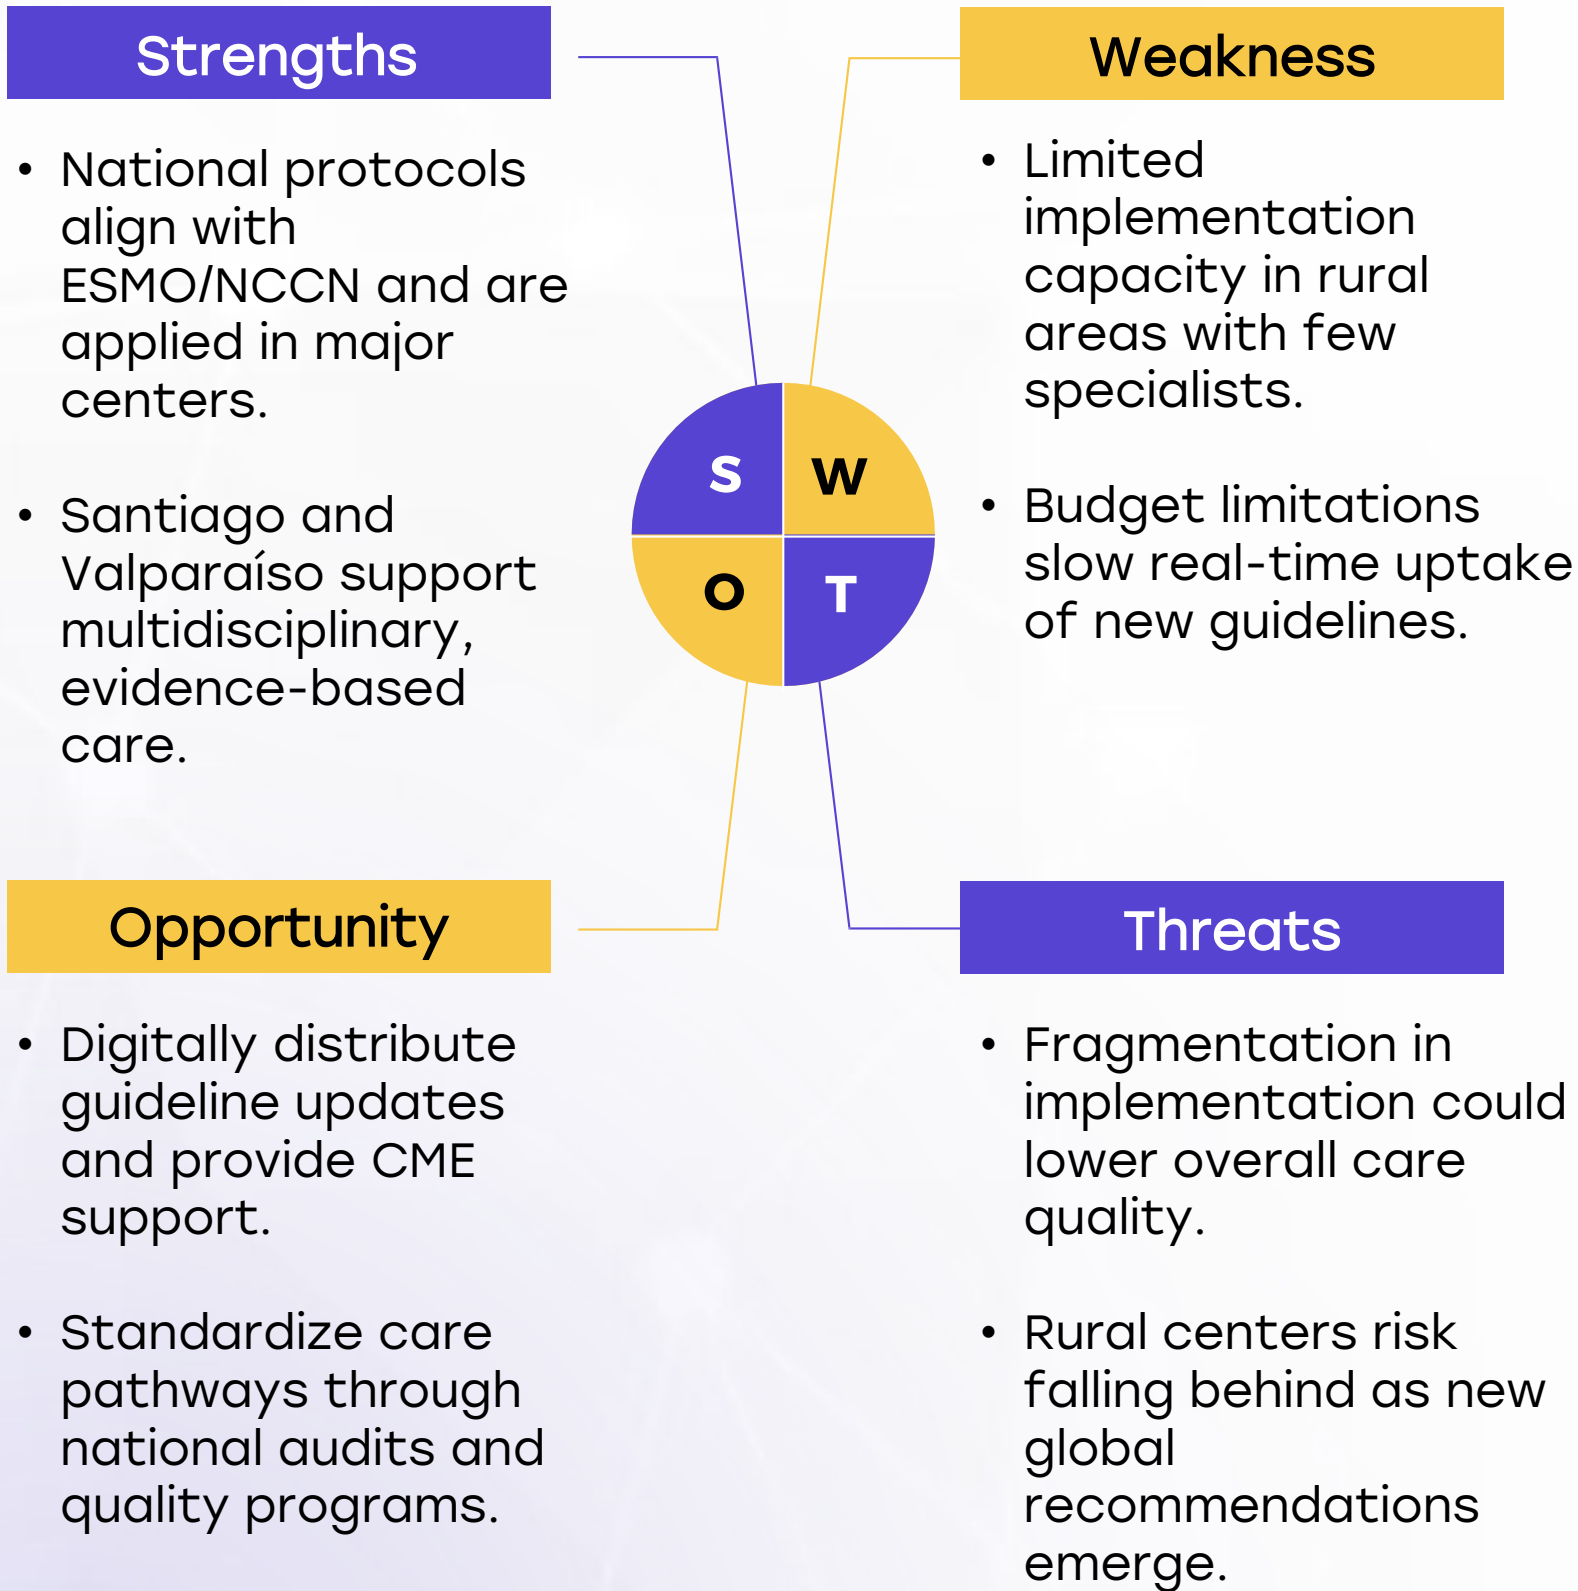 Strengths
• National protocols
align with
ESMO/NCCN and are
applied in major
centers.
• Santiago and
Valparaíso support
multidisciplinary,
evidence-based
care.
Weakness
• Limited
implementation
capacity in rural
areas with few
specialists.
• Budget limitations
slow real-time uptake
of new guidelines.
S
W
O
T
Opportunity
• Digitally distribute
guideline updates
and provide CME
support.
• Standardize care
pathways through
national audits and
quality programs.
Threats
• Fragmentation in
implementation could
lower overall care
quality.
• Rural centers risk
falling behind as new
global
recommendations
emerge.